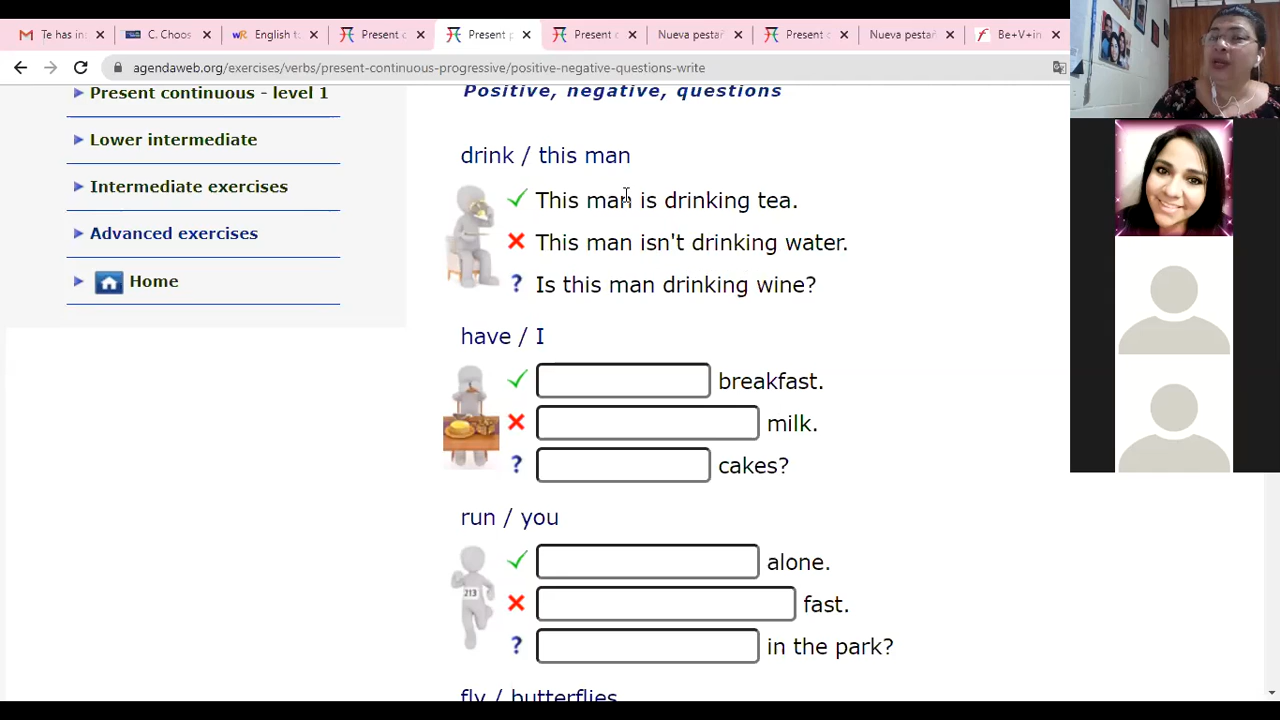 Te has in:
C. Choos
English to
Present c
Present p
Present c
Nueva pestañ
Present c
Nueva pestañ
Be+V+in
agendaweb.org/exercises/verbs/present-continuous-progressive/positive-negative-questions-write
Present continuous - level 1
Lower intermediate
Intermediate exercises
Advanced exercises
Home
Positive, negative, questions
drink / this man
This man is drinking tea.
This man isn't drinking water.
? Is this man drinking wine?
have / I
breakfast.
milk.
? cakes?
run / you
213
alone.
fast.
? in the park?
fly / butterflies